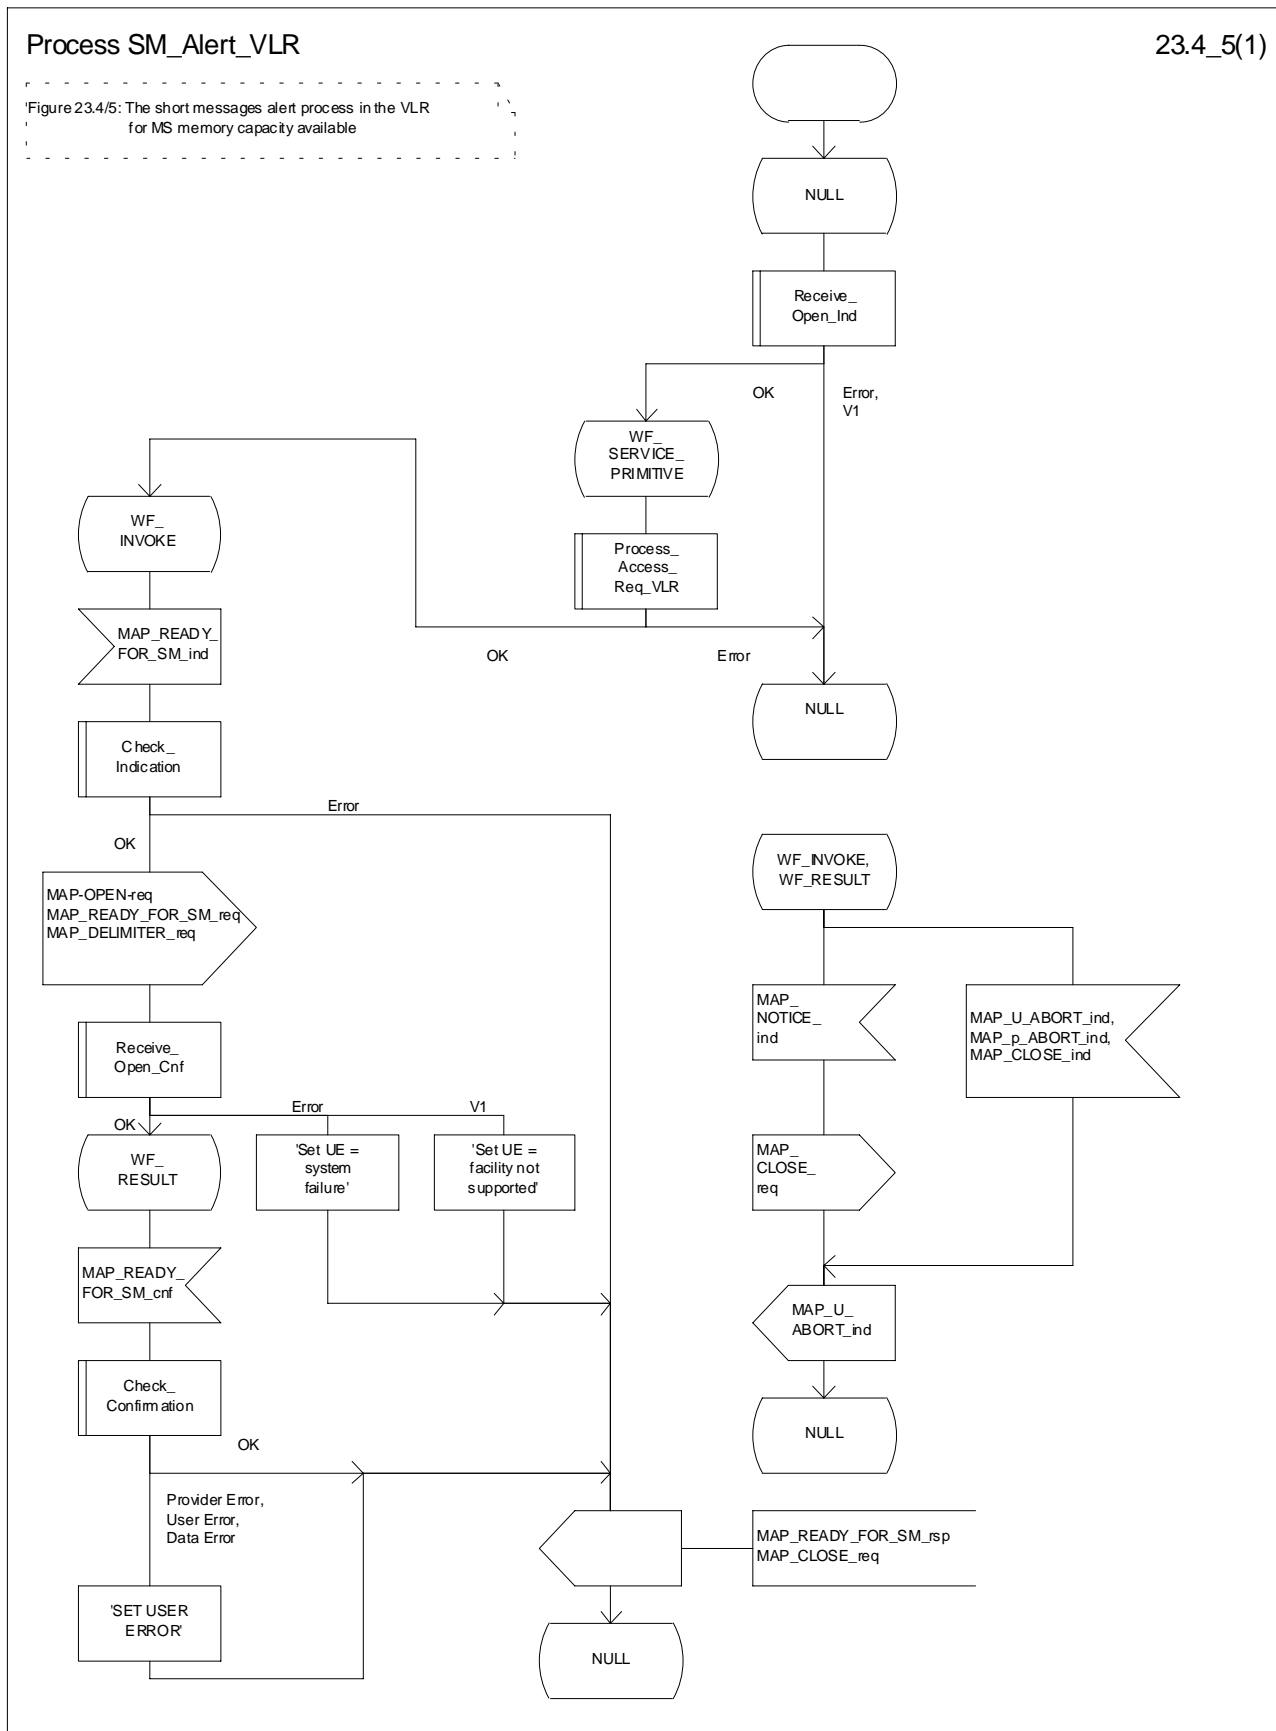 Process SM_Alert_VLR
23.4_5(1)
'Figure 23.4/5: The short messages alert process in the VLR
for MS memory capacity available
NULL
Receive_
Open_Ind
OK
Error,
V1
WF_
SERVICE_
PRIMITIVE
WF_
INVOKE
Process_
Access_
Req_VLR
MAP_READY_
FOR_SM_ind
OK
Error
NULL
Check_
Indication
Error
OK
WF_INVOKE,
WF_RESULT
MAP-OPEN-req
MAP_READY_FOR_SM_req
MAP_DELIMITER_req
MAP_
NOTICE_
ind
MAP_U_ABORT_ind,
MAP_p_ABORT_ind,
MAP_CLOSE_ind
Receive_
Open_Cnf
Error
V1
OK
WF_
RESULT
'Set UE =
system
failure'
'Set UE =
facility not
supported'
MAP_
CLOSE_
req
MAP_READY_
FOR_SM_cnf
MAP_U_
ABORT_ind
Check_
Confirmation
NULL
OK
Provider Error,
User Error,
Data Error
MAP_READY_FOR_SM_rsp
MAP_CLOSE_req
'SET USER
ERROR'
NULL